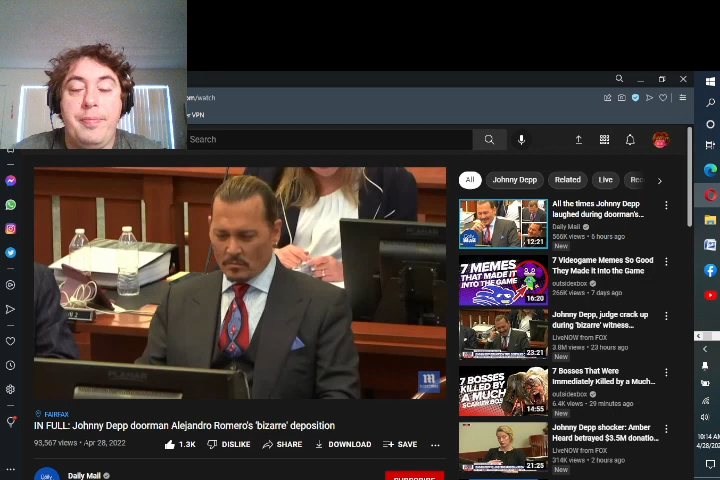 om/watch
VPN
Search
PLANAR
PLANAR
FAIRFAX
IN FULL: Johnny Depp doorman Alejandro Romero's 'bizarre' deposition
93,567 views • Apr 28, 2022
1.3K
DISLIKE
SHARE
DOWNLOAD
SAVE
Daily Mail
SUBSCRIBE
All
Johnny Depp
Related
Live
Rec
12:21
All the times Johnny Depp
laughed during doorman's...
Daily Mail
566K views • 6 hours ago
New
7 MEMES
THAT MADE IT
INTO THE GAME
16:20
7 Videogame Memes So Good
They Made it Into the Game
outsidexbox
266K views • 7 days ago
23:21
Johnny Depp, judge crack up
during 'bizarre' witness...
LiveNOW from FOX
3.8M views • 23 hours ago
New
7 BOSSES
KILLED BY
A MUCH
SCARIER BOSS
14:55
7 Bosses That Were
Immediately Killed by a Much...
outsidexbox
6.4K views • 29 minutes ago
New
21:25
Johnny Depp shocker: Amber
Heard betrayed $3.5M donatio...
LiveNOW from FOX
314K views • 2 hours ago
New
10:14 AM
4/28/202